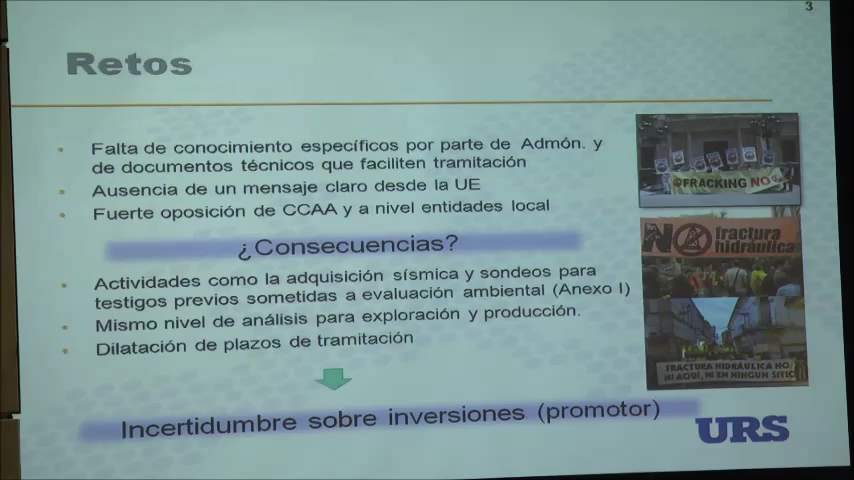 3
Retos
Falta de conocimiento específicos por parte de Admón. y
de documentos técnicos que faciliten tramitación
Ausencia de un mensaje claro desde la UE
Fuerte oposición de CCAA y a nivel entidades local
¿Consecuencias?
Actividades como la adquisición sísmica y sondeos para
testigos previos sometidas a evaluación ambiental (Anexo I)
Mismo nivel de análisis para exploración y producción.
Dilatación de plazos de tramitación
Incertidumbre sobre inversiones (promotor)
FRACKING NO
NO fractura
hidráulica
FRACTURA HIDRÁULICA NO
NI AQUÍ, NI EN NINGUN SITIO
URS